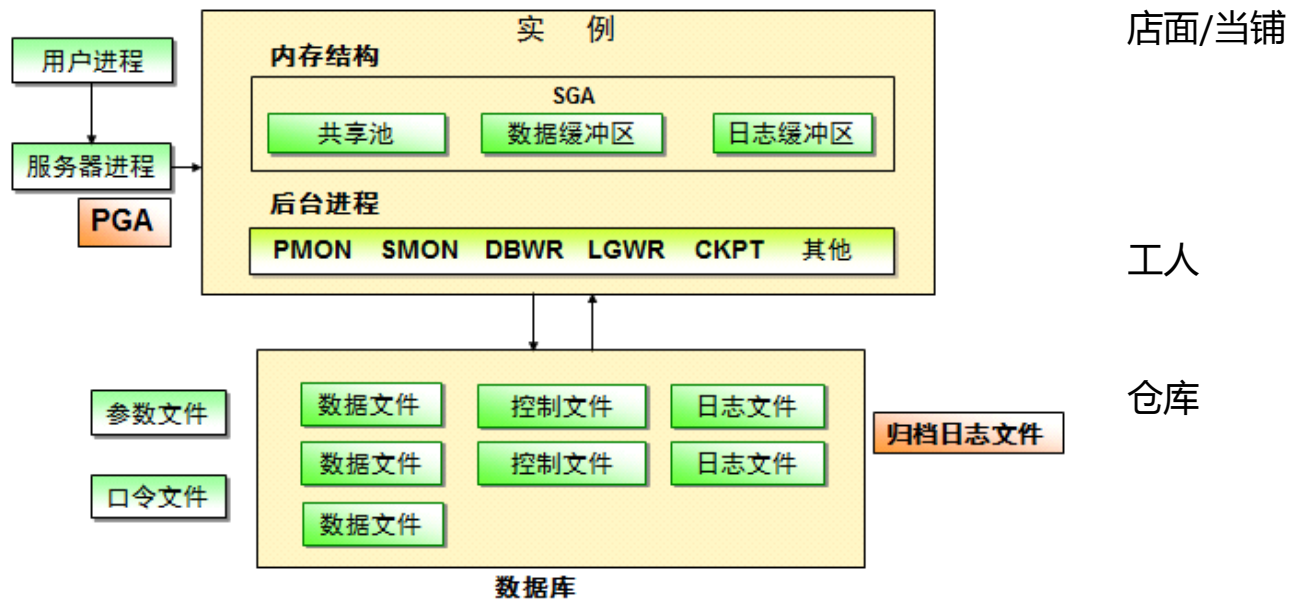 实 例
店面/当铺
内存结构
用户进程
SGA
共享池 数据缓冲区 日志缓冲区
服务器进程
后台进程
PGA
PMON SMON DBWR LGWR CKPT 其他
工人
仓库
数据文件 控制文件 日志文件
参数文件
归档日志文件
数据文件 控制文件 日志文件
口令文件
数据文件
数据库